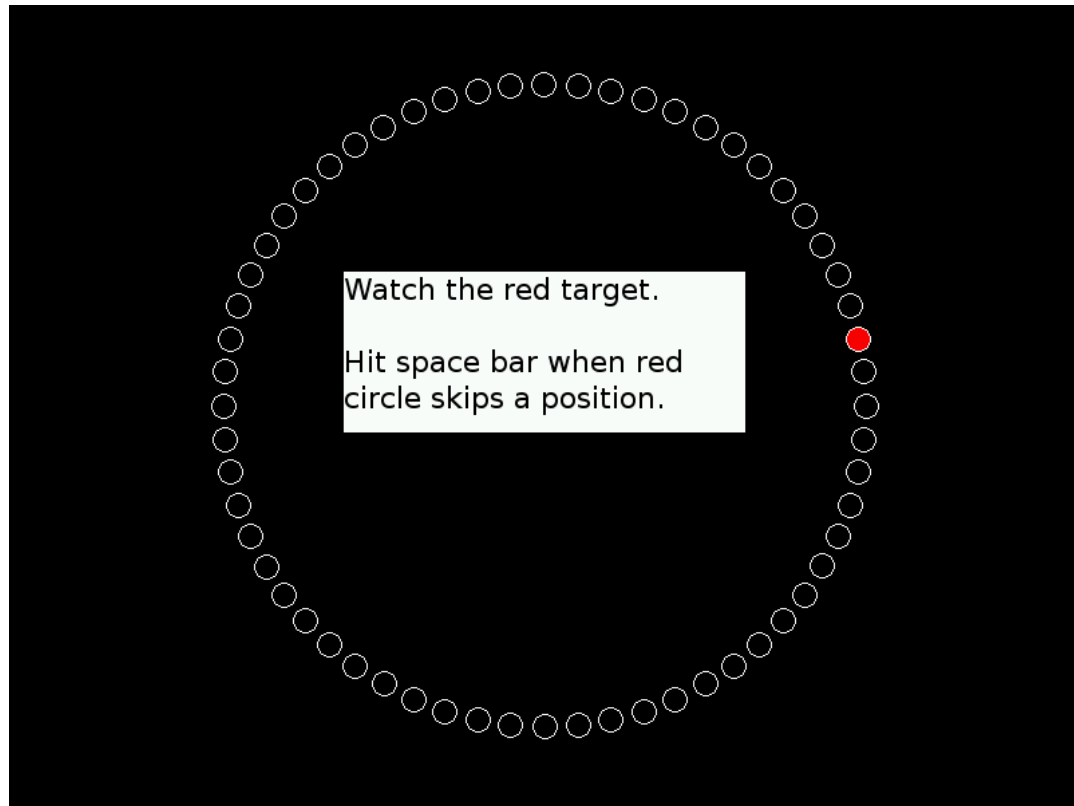 Watch the red target.
Hit space bar when red
circle skips a position.